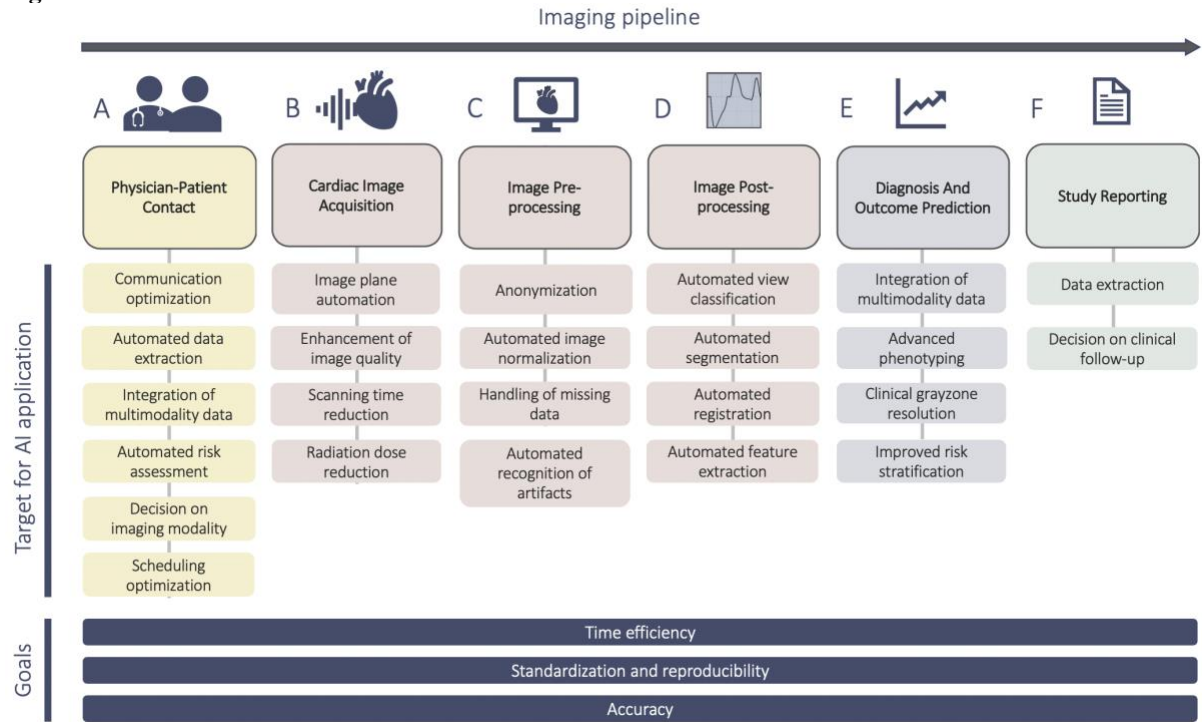 Imaging pipeline
A
B
C
D
E
F
Physician-Patient
Contact
Cardiac Image
Acquisition
Image Pre-
processing
Image Post-
processing
Diagnosis And
Outcome Prediction
Study Reporting
Target for AI application
Communication
optimization
Automated data
extraction
Integration of
multimodality data
Automated risk
assessment
Decision on
imaging modality
Scheduling
optimization
Image plane
automation
Enhancement of
image quality
Scanning time
reduction
Radiation dose
reduction
Anonymization
Automated image
normalization
Handling of missing
data
Automated
recognition of
artifacts
Automated view
classification
Automated
segmentation
Automated
registration
Automated feature
extraction
Integration of
multimodality data
Advanced
phenotyping
Clinical grayzone
resolution
Improved risk
stratification
Data extraction
Decision on clinical
follow-up
Goals
Time efficiency
Standardization and reproducibility
Accuracy